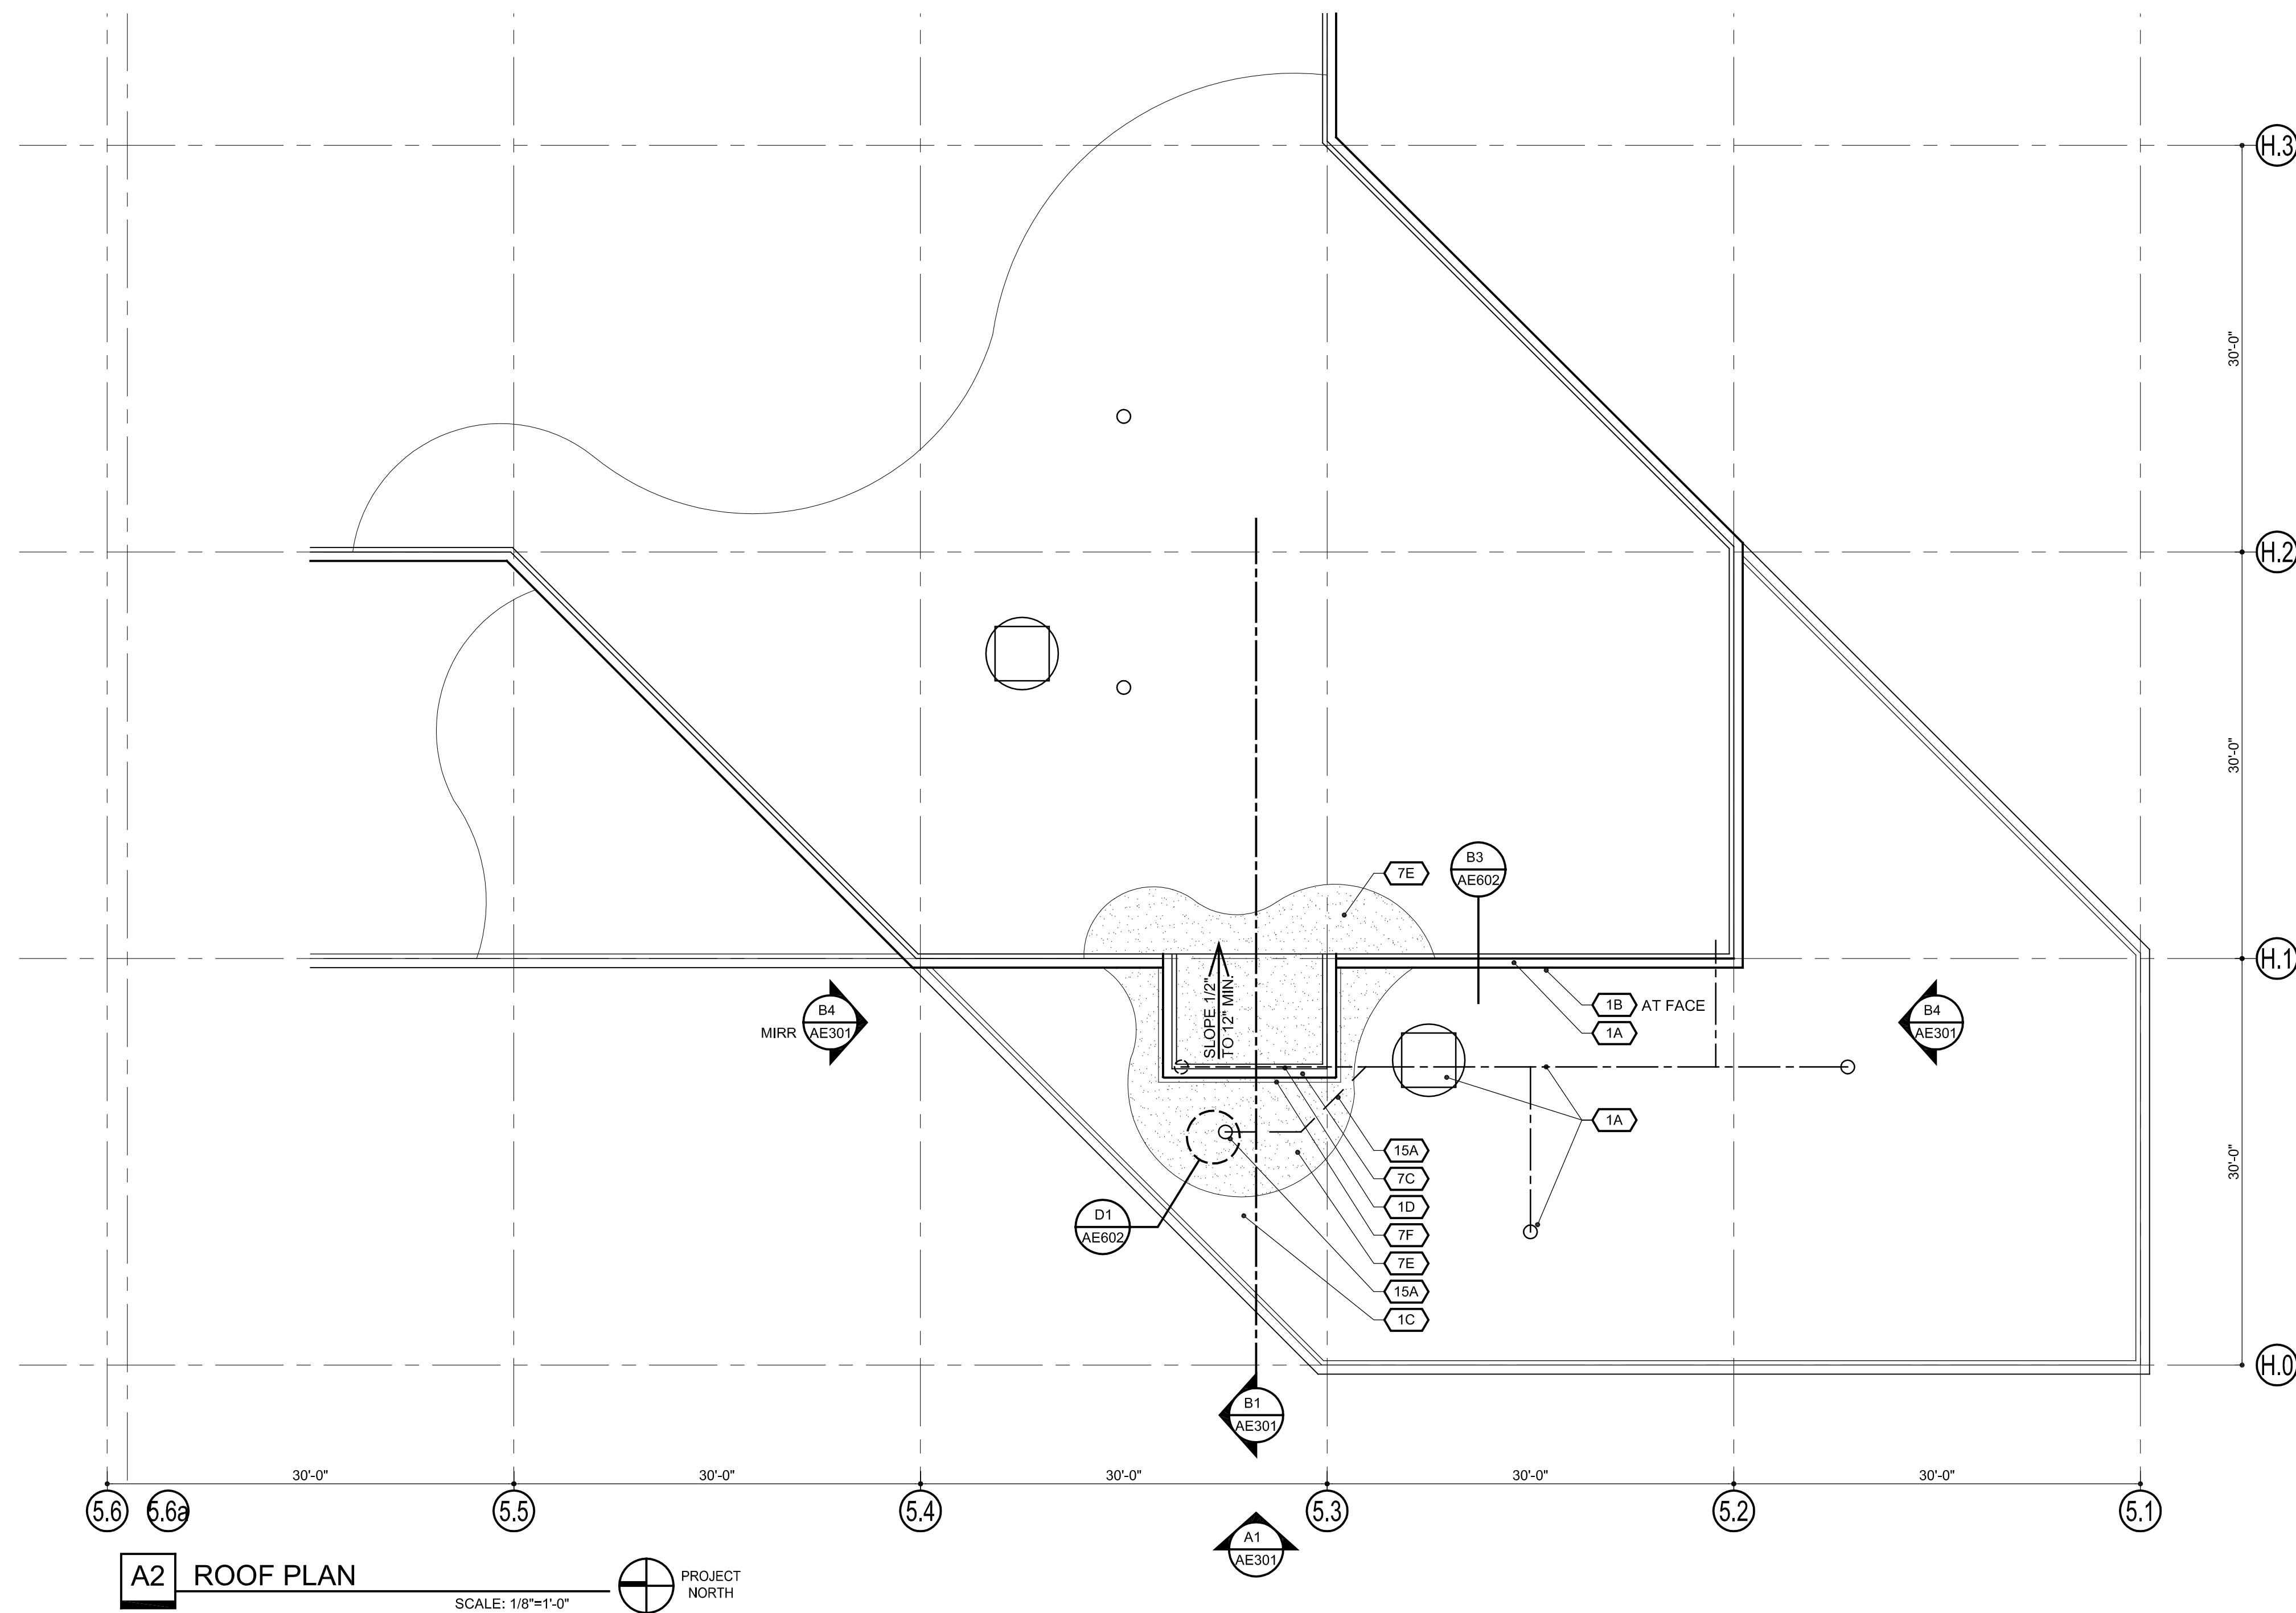 H.3
30'-0"
H.2
30'-0"
7E
B3
AE602
H.1
SLOPE 1/2"
TO 12" MIN.
1B AT FACE
1A
MIRR
B4
AE301
B4
AE301
1A
30'-0"
15A
7C
1D
7F
7E
15A
1C
D1
AE602
H.0
B1
AE301
30'-0"
30'-0"
30'-0"
30'-0"
30'-0"
5.6
5.6a
5.5
5.4
5.3
5.2
5.1
A1
AE301
A2
ROOF PLAN
SCALE: 1/8"=1'-0"
PROJECT
NORTH